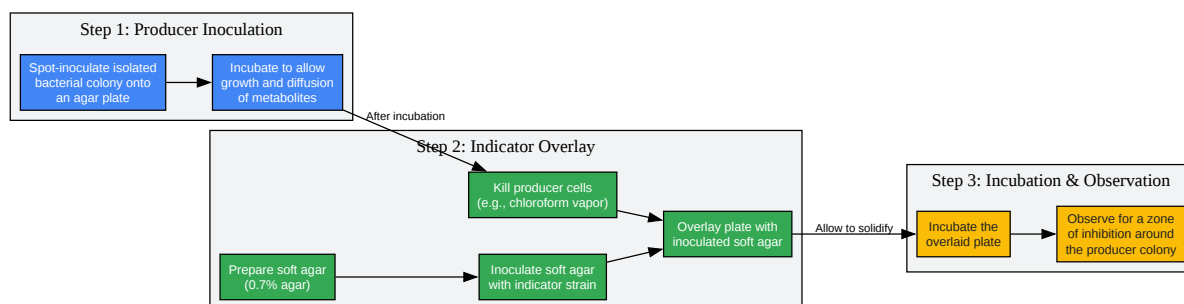 Step 1: Producer Inoculation
Spot-inoculate isolated
bacterial colony onto
an agar plate
Incubate to allow
growth and diffusion
of metabolites
After incubation
Step 2: Indicator Overlay
Kill producer cells
(e.g., chloroform vapor)
Prepare soft agar
(0.7% agar)
Inoculate soft agar
with indicator strain
Overlay plate with
inoculated soft agar
Allow to solidify
Step 3: Incubation & Observation
Incubate the
overlaid plate
Observe for a zone
of inhibition around
the producer colony